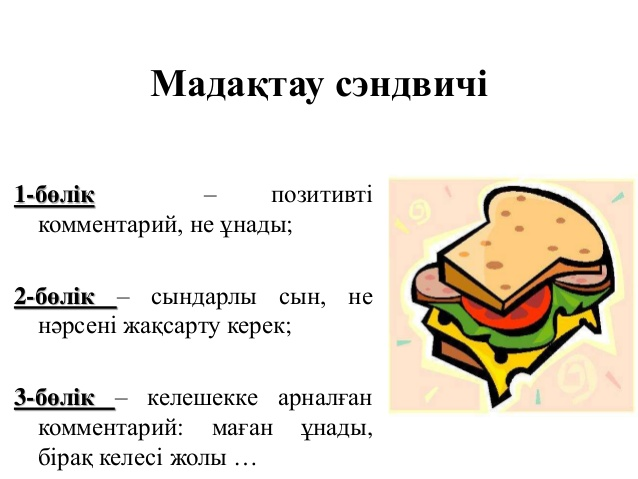 Мадақтау сэндвичі
1-бөлік – позитивті
комментарий, не ұнады;
2-бөлік – сындарлы сын, не
нәрсені жақсарту керек;
3-бөлік – келешекке арналған
комментарий: маған ұнады,
бірақ келесі жолы …